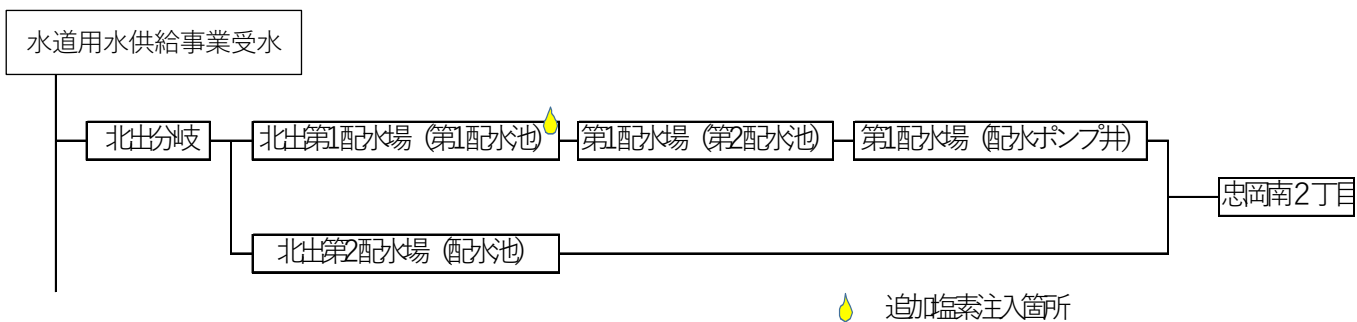 水道用水供給事業受水
北出分岐
北出第1配水場（第1配水池）
第1配水場（第2配水池）
第1配水場（配水ポンプ井）
忠岡南2丁目
北出第2配水場（配水池）
追加塩素注入箇所